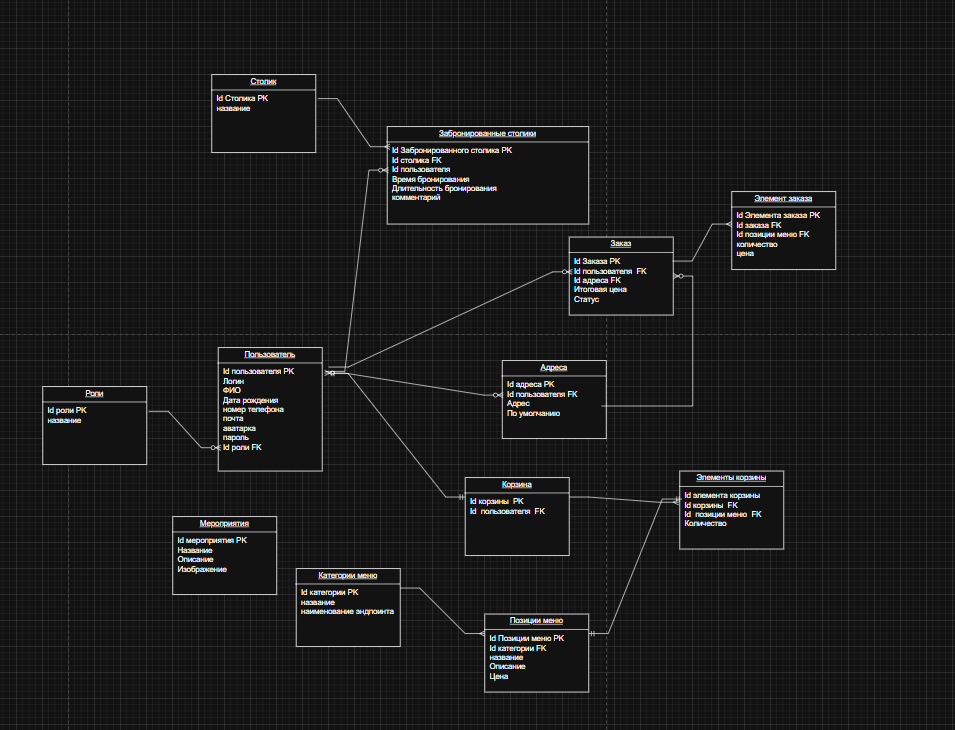 Столик
Id Столика PK
название
Забронированные столики
Id Забронированного столика PK
Id столика FK
Id пользователя
Время бронирования
Длительность бронирования
комментарий
Элемент заказа
Id Элемента заказа PK
Id заказа FK
Id позиции меню FK
количество
цена
Заказ
Id Заказа PK
Id пользователя FK
Id адреса FK
Итоговая цена
Статус
Пользователь
Id пользователя PK
Логин
ФИО
Дата рождения
номер телефона
почта
аватарка
пароль
Id роли FK
Адреса
Id адреса PK
Id пользователя FK
Адрес
По умолчанию
Роли
Id роли PK
название
Корзина
Id корзины PK
Id пользователя FK
Элементы корзины
Id элемента корзины
Id корзины FK
Id позиции меню FK
Количество
Мероприятия
Id мероприятия PK
Название
Описание
Изображение
Категории меню
Id категории PK
название
наименование эндпоинта
Позиции меню
Id Позиции меню PK
Id категории FK
название
Описание
Цена